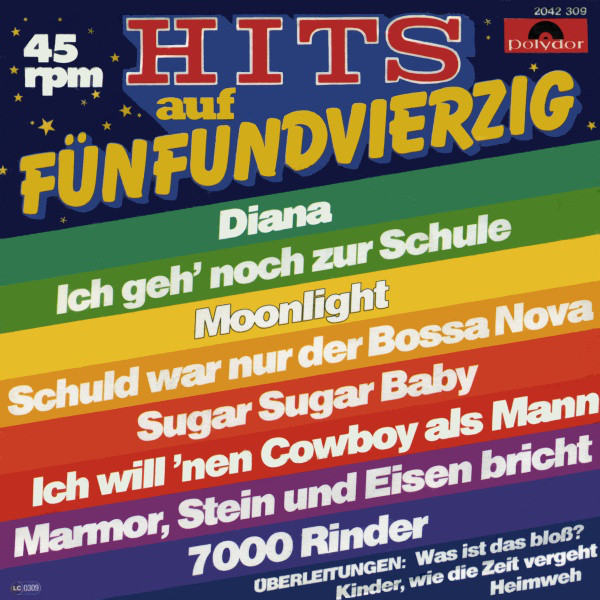 2042 309
polydor
45
rpm
HITS
auf
FÜNFUNDVIERZIG
Diana
Ich geh' noch zur Schule
Moonlight
Schuld war nur der Bossa Nova
Sugar Sugar Baby
Ich will 'nen Cowboy als Mann
Marmor, Stein und Eisen bricht
7000 Rinder
ÜBERLEITUNGEN: Was ist das bloß?
Kinder, wie die Zeit vergeht
Heimweh
LC 0309